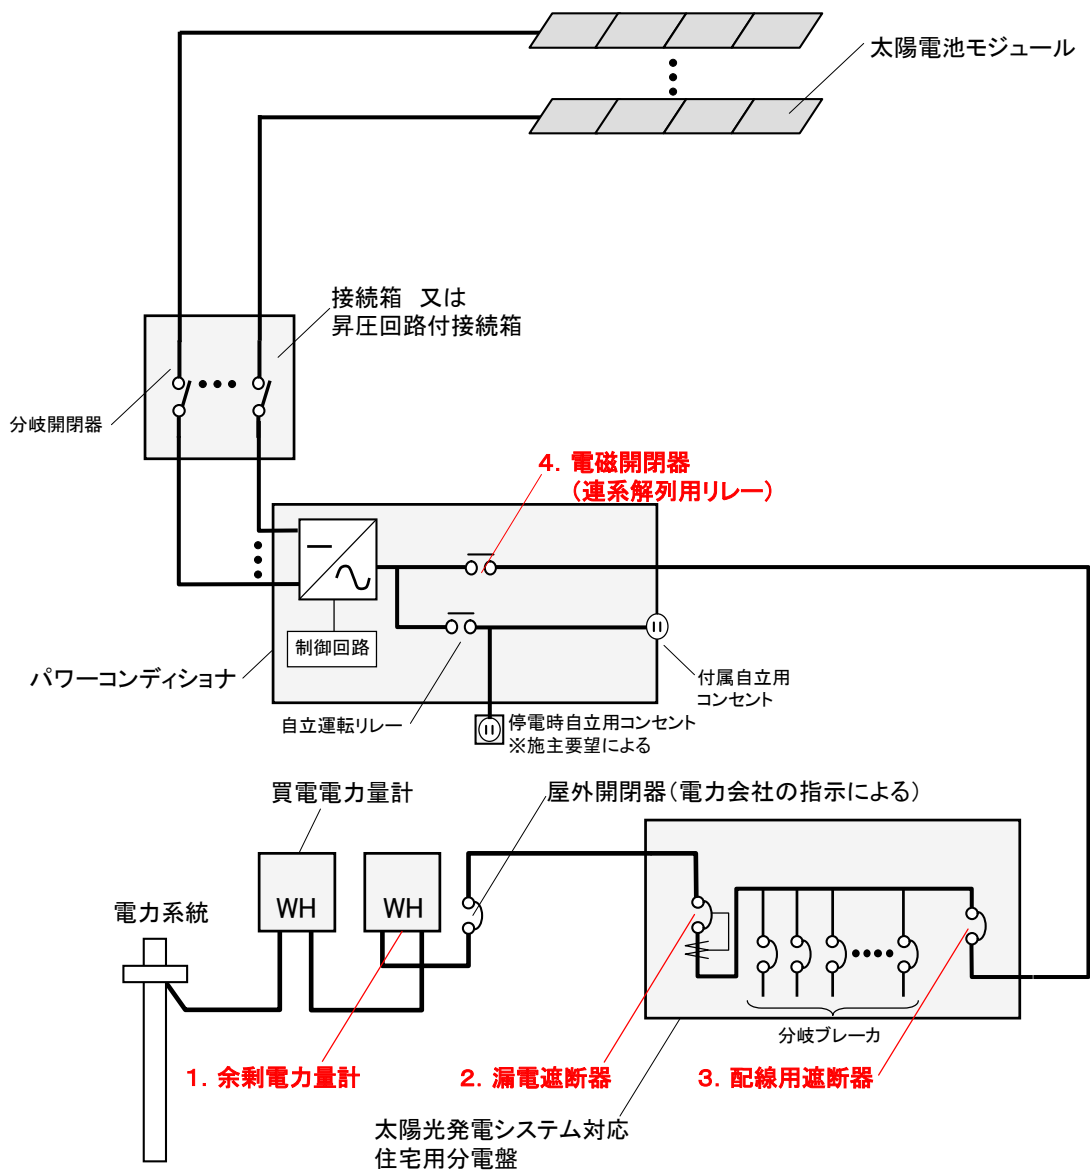 太陽電池モジュール
接続箱　又は
昇圧回路付接続箱
分岐開閉器
4. 電磁開閉器
（連系解列用リレー）
制御回路
パワーコンディショナ
付属自立用
コンセント
自立運転リレー
停電時自立用コンセント
※施主要望による
買電電力量計
屋外開閉器（電力会社の指示による）
WH
WH
電力系統
分岐ブレーカ
1. 余剰電力量計
2. 漏電遮断器
3. 配線用遮断器
太陽光発電システム対応
住宅用分電盤